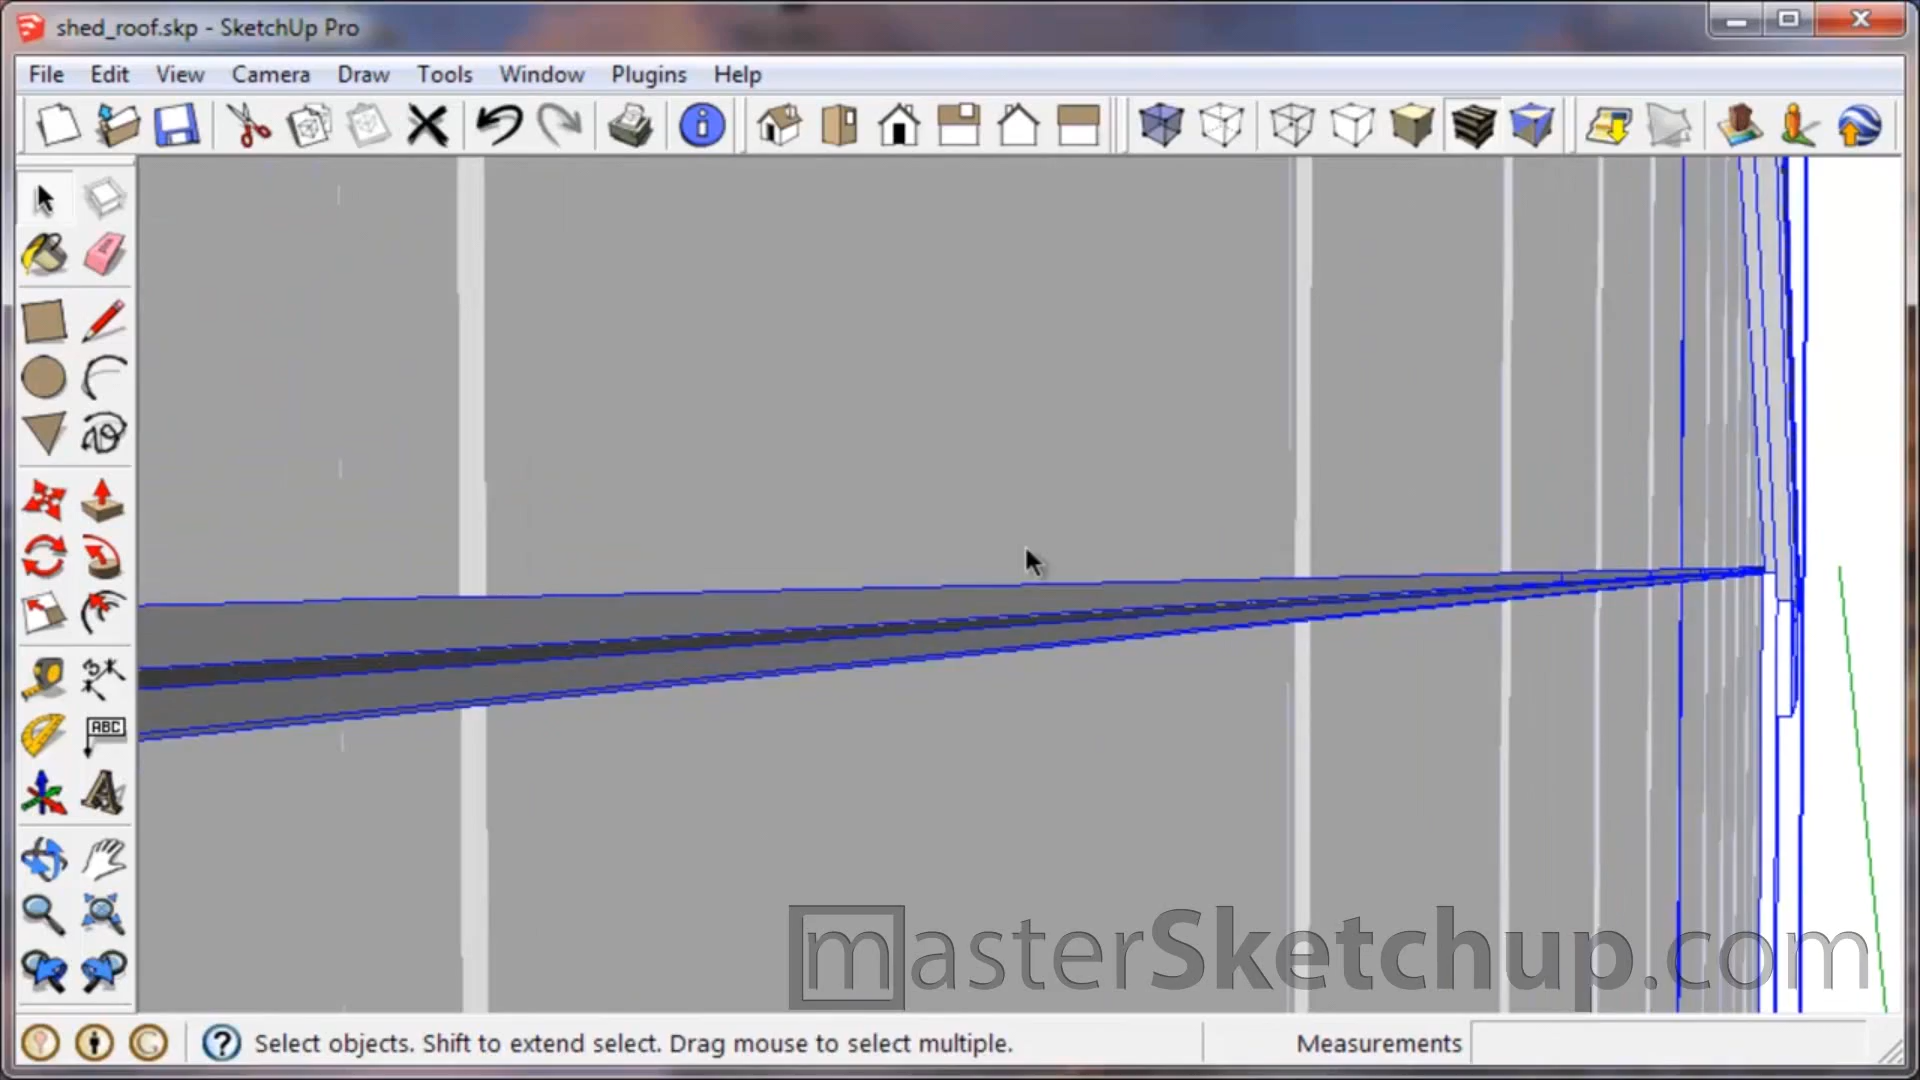 shed_roof.skp - SketchUp Pro
File Edit View Camera Draw Tools Window Plugins Help
ABC
masterSketchup.com
Select objects. Shift to extend select. Drag mouse to select multiple.
Measurements